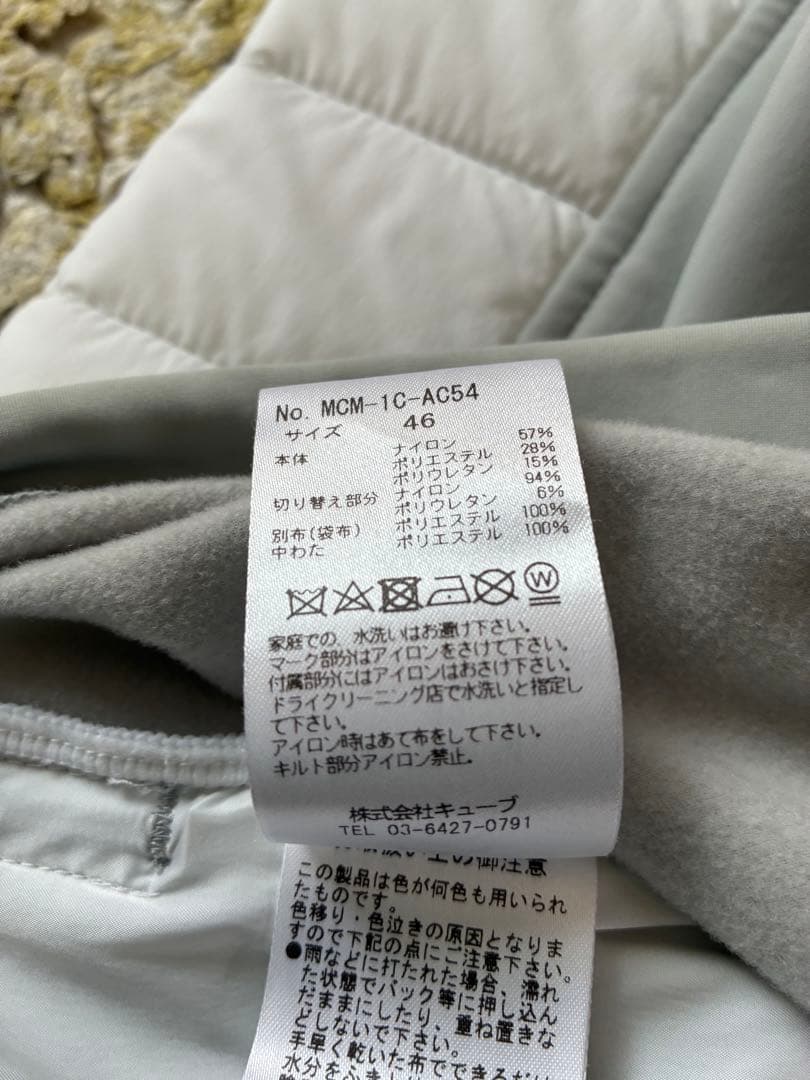 No. MCM-1C-AC54
サイズ 46
本体 ナイロン 57%
ポリエステル 28%
ポリウレタン 15%
切り替え部分 ナイロン 94%
ポリウレタン 6%
別布(袋布) ポリエステル 100%
中わた ポリエステル 100%
W
家庭での、水洗いはお避け下さい。
マーク部分はアイロンをさけて下さい。
付属部分にはアイロンはおさけ下さい。
ドライクリーニング店で水洗いと指定し
て下さい。
アイロン時はあて布をして下さい。
キルト部分アイロン禁止。
株式会社キューブ
TEL 03-6427-0791
扱い上の御注意
この製品は色が何色も用いられ
たものです。
色移り・色泣きの原因となりま
すので下記の点にご注意下さい。
●雨などに打たれた場合、濡れ
た状態でバック等に押し込ん
だままにしたり、重ね置きな
どしないで下さい。
手早く乾いた布でできるだけ
水分をふき